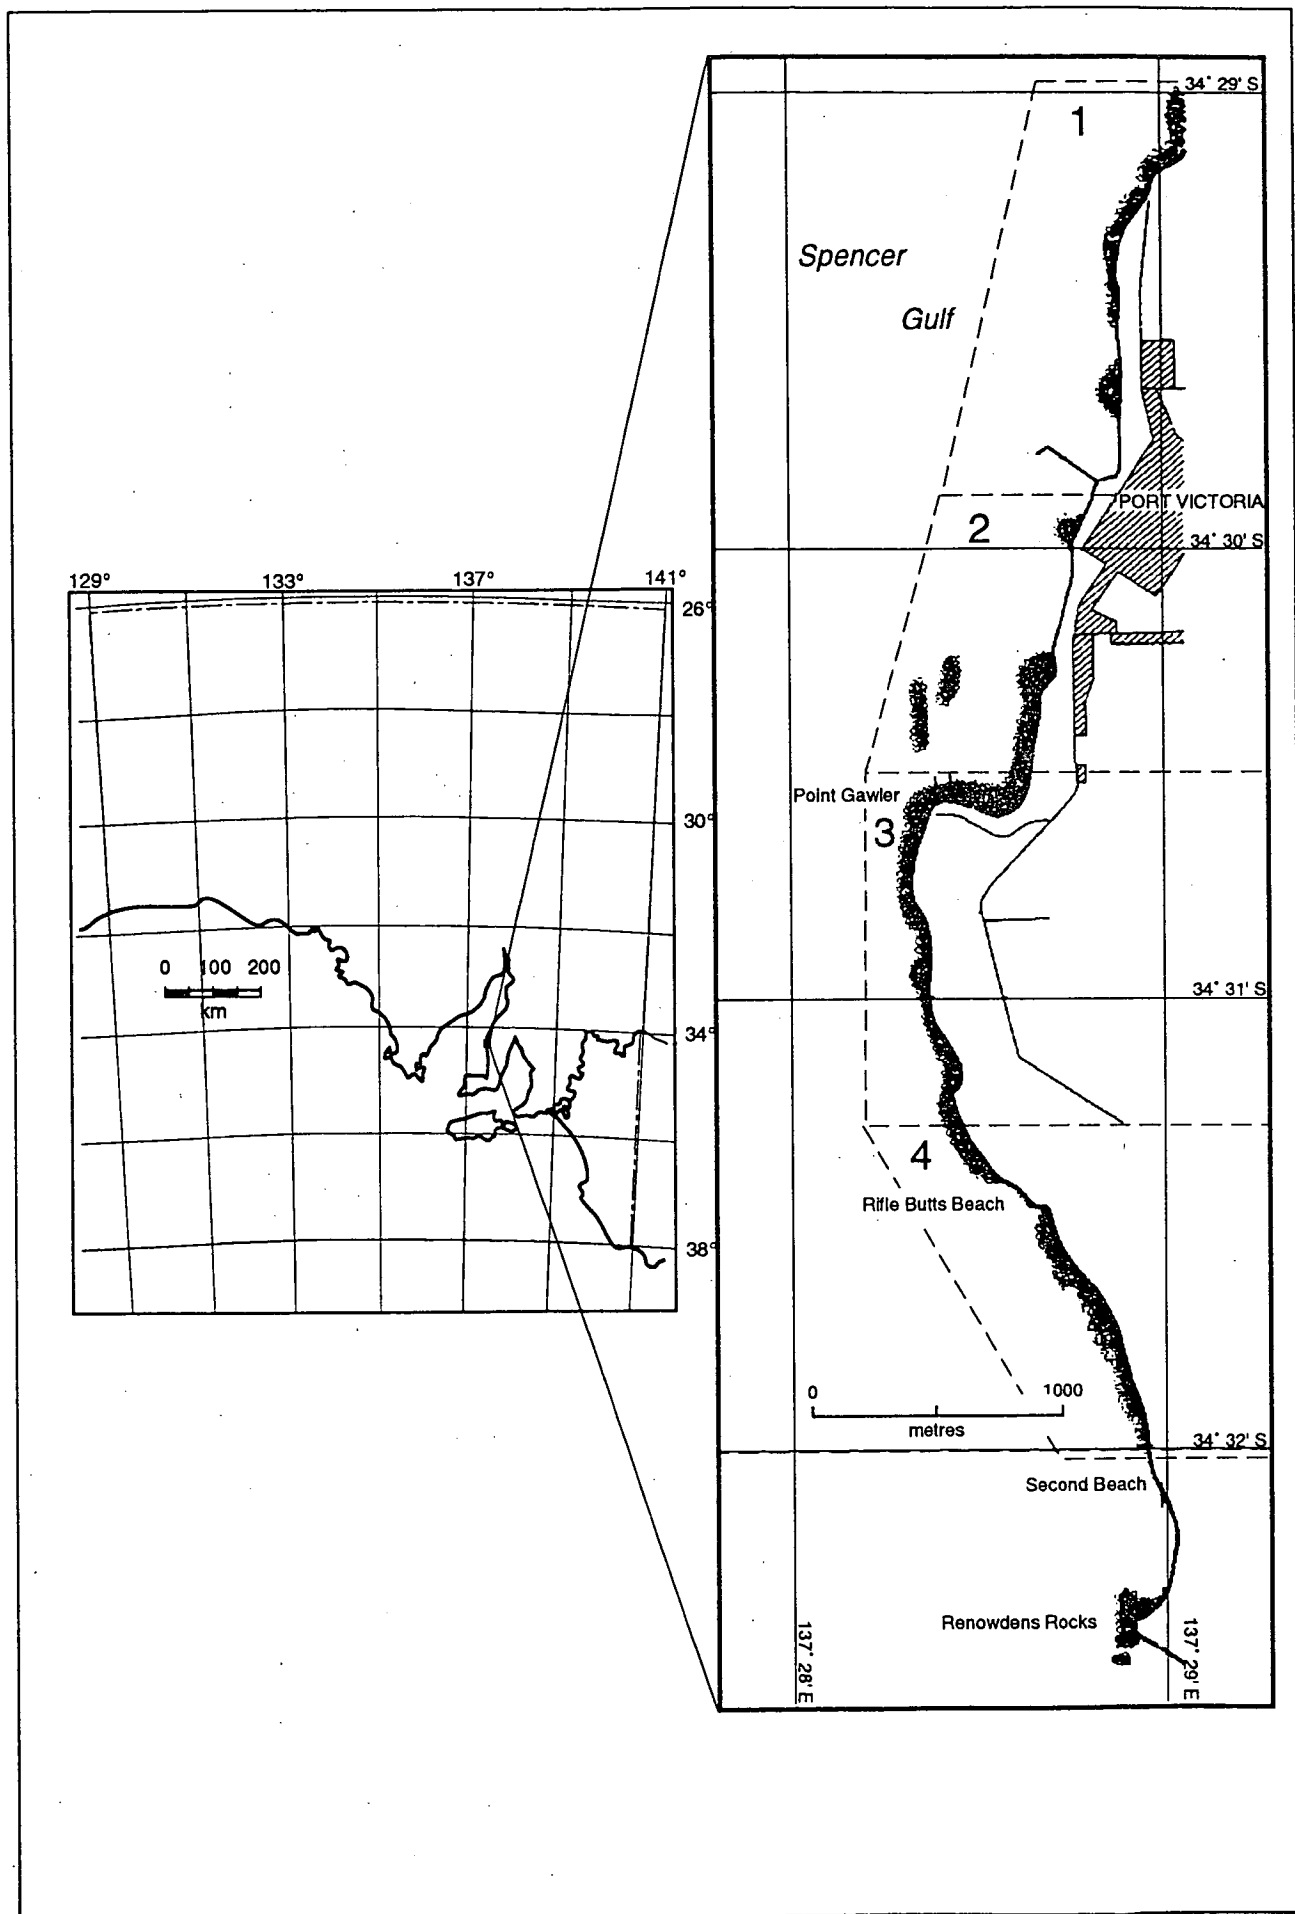 34° 29' S
1
Spencer
Gulf
PORT VICTORIA
2
34° 30' S
129° 133° 137° 141°
26°
Point Gawler
3
30°
0 100 200
km
34° 31' S
34°
4
Rifle Butts Beach
38°
0 1000
metres
34° 32' S
Second Beach
Renowdens Rocks
137° 28' E
137° 29' E